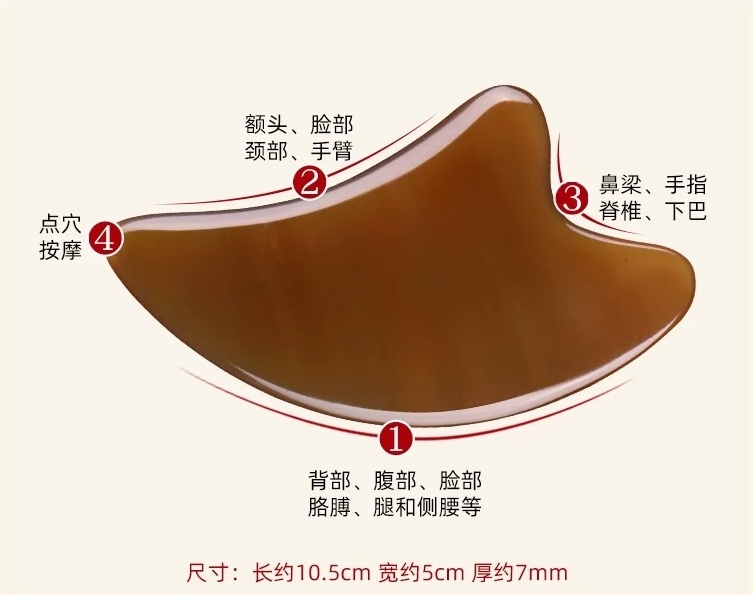 额头、脸部
颈部、手臂
2
3
鼻梁、手指
脊椎、下巴
点穴
按摩
4
1
背部、腹部、脸部
胳膊、腿和侧腰等
尺寸：长约10.5cm 宽约5cm 厚约7mm